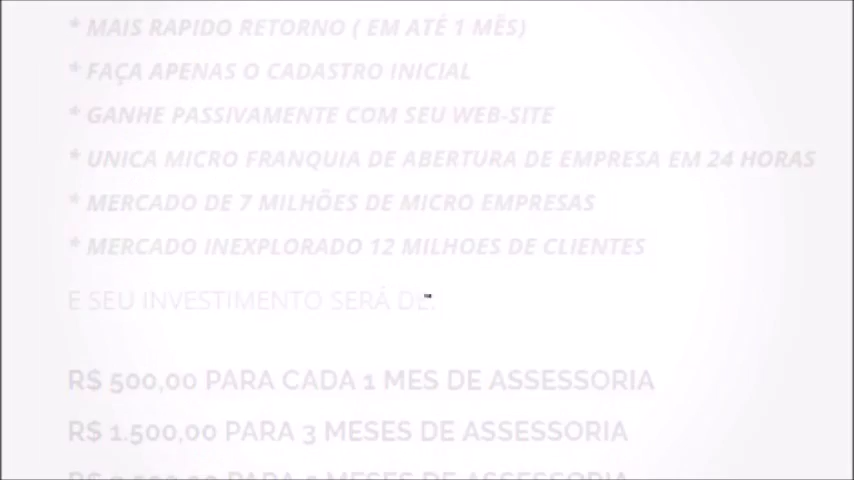 * MAIS RAPIDO RETORNO ( EM ATÉ 1 MÊS)
* FAÇA APENAS O CADASTRO INICIAL
* GANHE PASSIVAMENTE COM SEU WEB-SITE
* UNICA MICRO FRANQUIA DE ABERTURA DE EMPRESA EM 24 HORAS
* MERCADO DE 7 MILHÕES DE MICRO EMPRESAS
* MERCADO INEXPLORADO 12 MILHOES DE CLIENTES
E SEU INVESTIMENTO SERÁ DE:
R$ 500,00 PARA CADA 1 MES DE ASSESSORIA
R$ 1.500,00 PARA 3 MESES DE ASSESSORIA